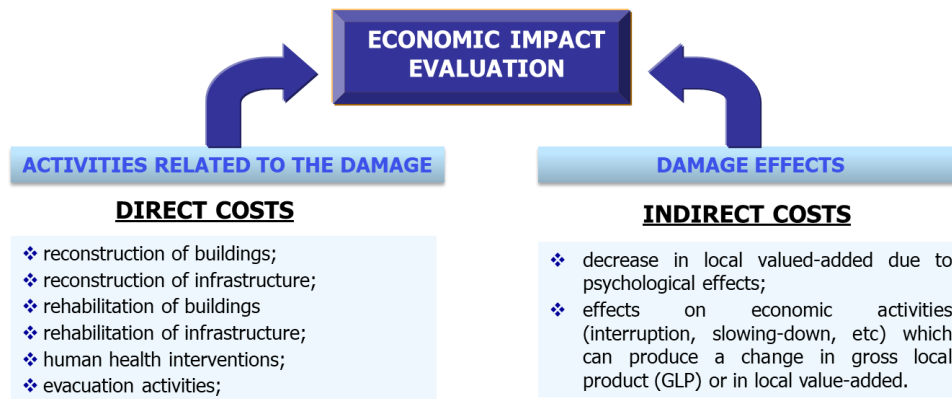 ECONOMIC IMPACT
EVALUATION
ACTIVITIES RELATED TO THE DAMAGE
DIRECT COSTS
❖ reconstruction of buildings;
❖ reconstruction of infrastructure;
❖ rehabilitation of buildings
❖ rehabilitation of infrastructure;
❖ human health interventions;
❖ evacuation activities;
DAMAGE EFFECTS
INDIRECT COSTS
❖ decrease in local valued-added due to
psychological effects;
❖ effects on economic activities
(interruption, slowing-down, etc) which
can produce a change in gross local
product (GLP) or in local value-added.